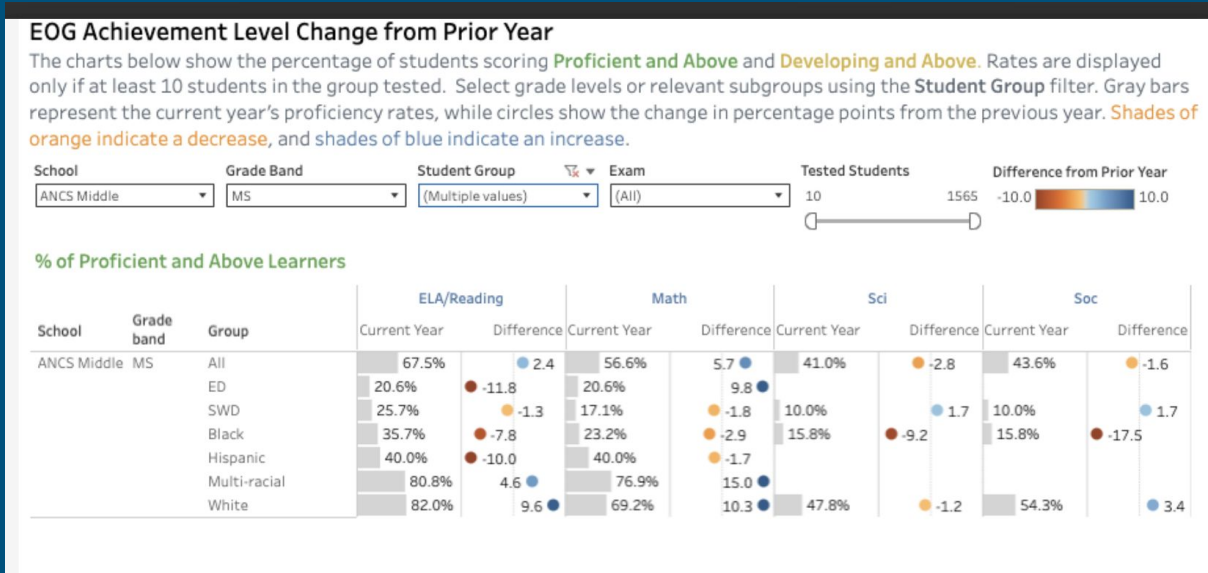 EOG Achievement Level Change from Prior Year
The charts below show the percentage of students scoring Proficient and Above and Developing and Above. Rates are displayed
only if at least 10 students in the group tested. Select grade levels or relevant subgroups using the Student Group filter. Gray bars
represent the current year's proficiency rates, while circles show the change in percentage points from the previous year. Shades of
orange indicate a decrease, and shades of blue indicate an increase.
School Grade Band Student Group Exam Tested Students Difference from Prior Year
ANCS Middle MS (Multiple values) (All) 10 1565 -10.0 10.0
% of Proficient and Above Learners
ELA/Reading Math Sci Soc
School Grade band Group Current Year Difference Current Year Difference Current Year Difference Current Year Difference
ANCS Middle MS All 67.5% 2.4 56.6% 5.7 41.0% -2.8 43.6% -1.6
ED 20.6% -11.8 20.6% 9.8
SWD 25.7% -1.3 17.1% -1.8 10.0% 1.7 10.0% 1.7
Black 35.7% -7.8 23.2% -2.9 15.8% -9.2 15.8% -17.5
Hispanic 40.0% -10.0 40.0% -1.7
Multi-racial 80.8% 4.6 76.9% 15.0
White 82.0% 9.6 69.2% 10.3 47.8% -1.2 54.3% 3.4